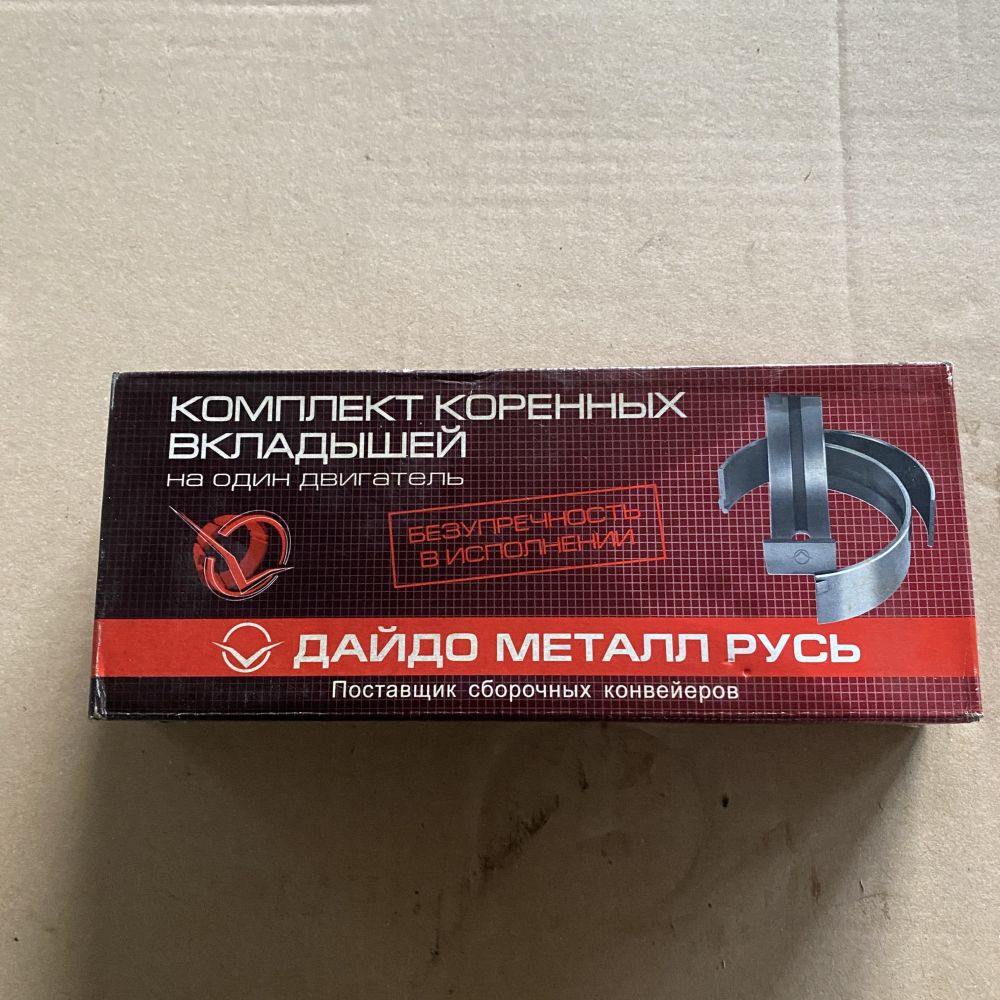 КОМПЛЕКТ КОРЕННЫХ
ВКЛАДЫШЕЙ
на один двигатель
БЕЗУПРЕЧНОСТЬ
В ИСПОЛНЕНИИ
ДАЙДО МЕТАЛЛ РУСЬ
Поставщик сборочных конвейеров